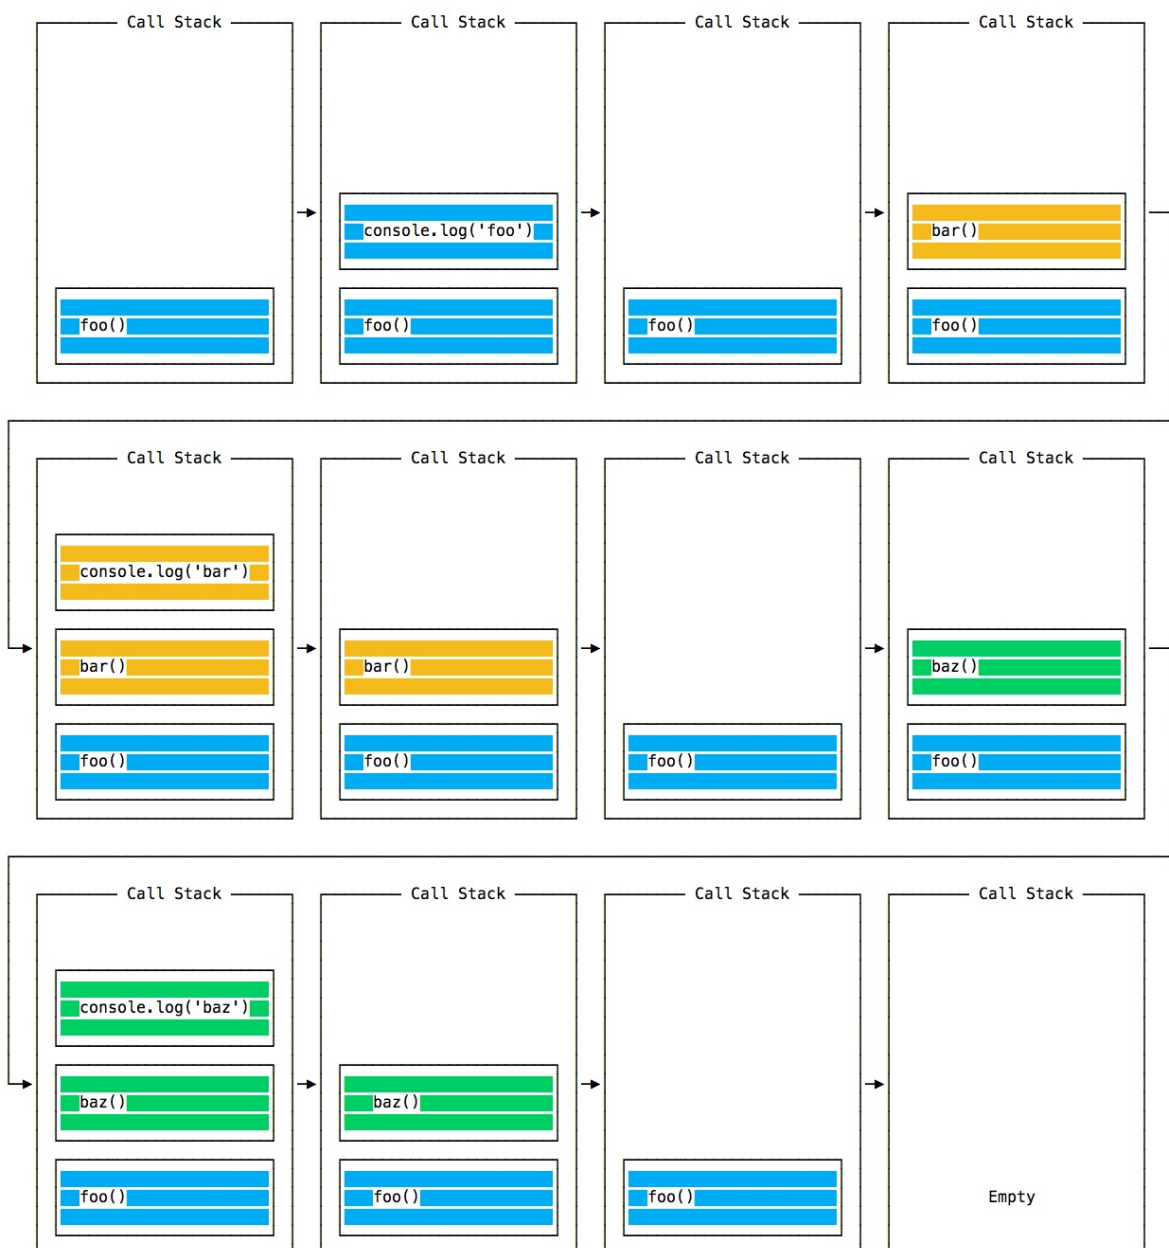 Call Stack
Call Stack
Call Stack
Call Stack
console.log('foo')
bar()
foo()
foo()
foo()
foo()
Call Stack
Call Stack
Call Stack
Call Stack
console.log('bar')
bar()
bar()
baz()
foo()
foo()
foo()
foo()
Call Stack
Call Stack
Call Stack
Call Stack
console.log('baz')
baz()
baz()
foo()
foo()
foo()
Empty